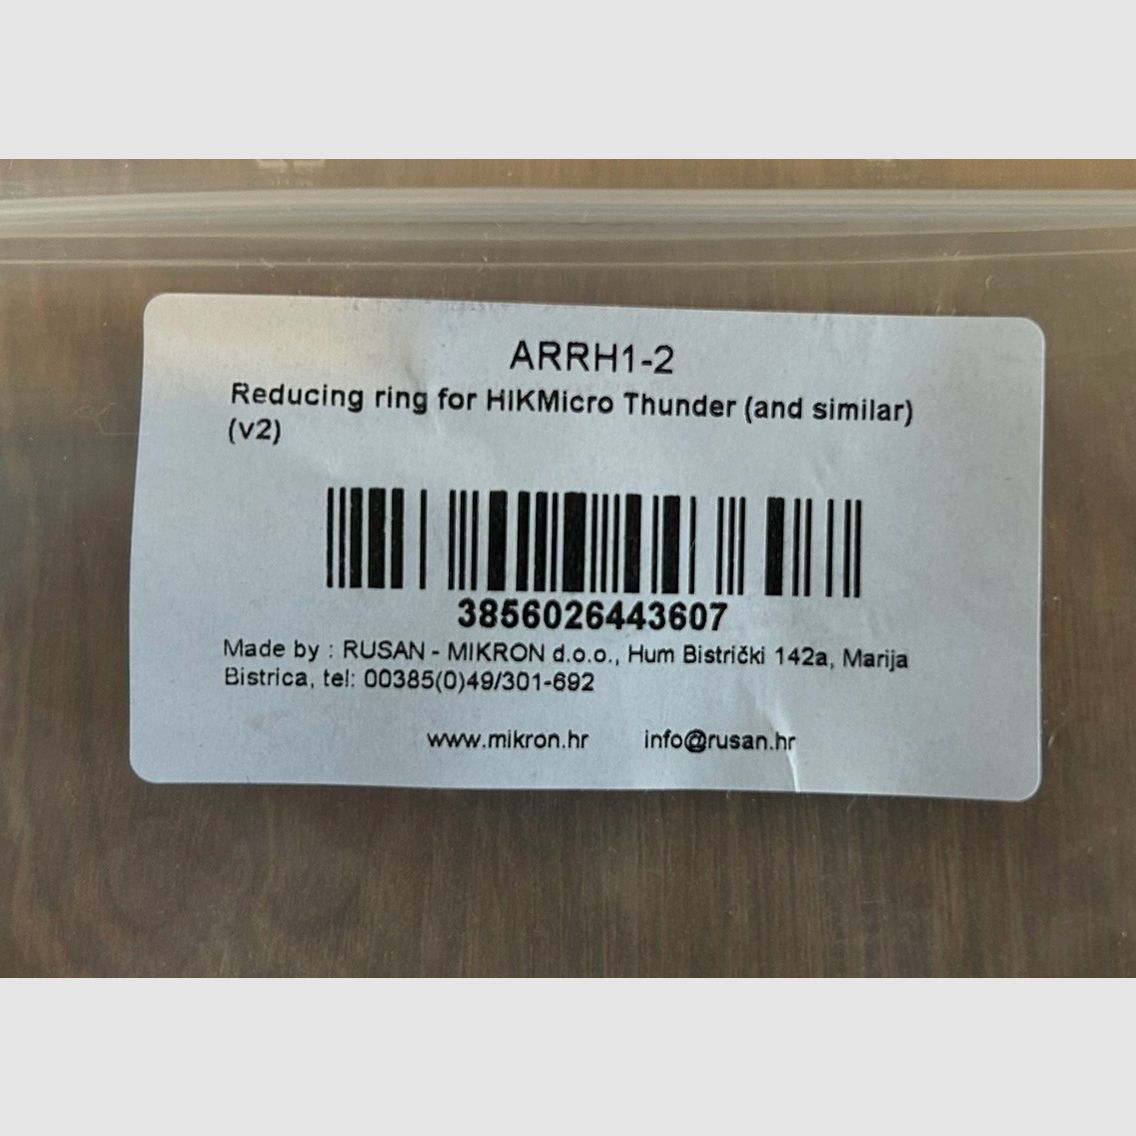 ARRH1-2
Reducing ring for HIKMicro Thunder (and similar)
(v2)
3856026443607
Made by : RUSAN - MIKRON d.o.o., Hum Bistrički 142a, Marija
Bistrica, tel: 00385(0)49/301-692
www.mikron.hr info@rusan.hr